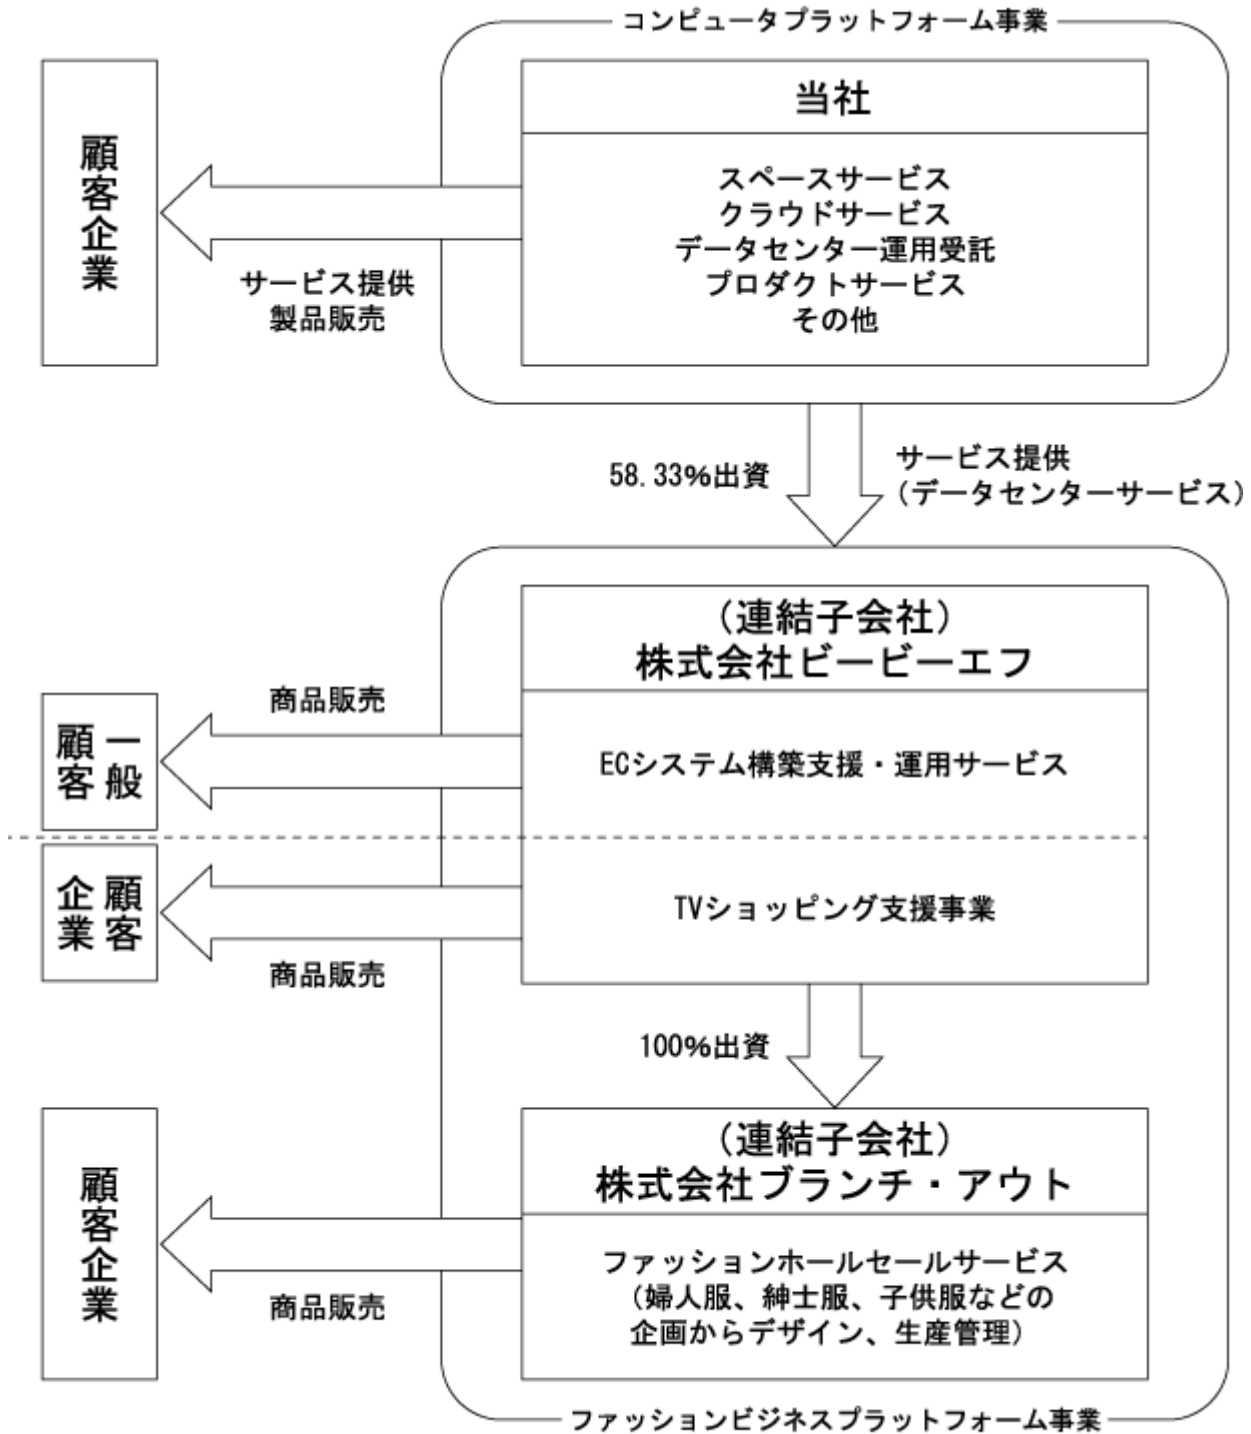 コンピュータプラットフォーム事業
当社
スペースサービス
クラウドサービス
データセンター運用受託
プロダクトサービス
その他
顧客企業
サービス提供
製品販売
58.33%出資
サービス提供
(データセンターサービス)
(連結子会社)
株式会社ビービーエフ
ECシステム構築支援・運用サービス
商品販売
一般
顧客
TVショッピング支援事業
顧客
企業
商品販売
100%出資
(連結子会社)
株式会社ブランチ・アウト
ファッションホールセールサービス
(婦人服、紳士服、子供服などの
企画からデザイン、生産管理)
顧客企業
商品販売
ファッションビジネスプラットフォーム事業